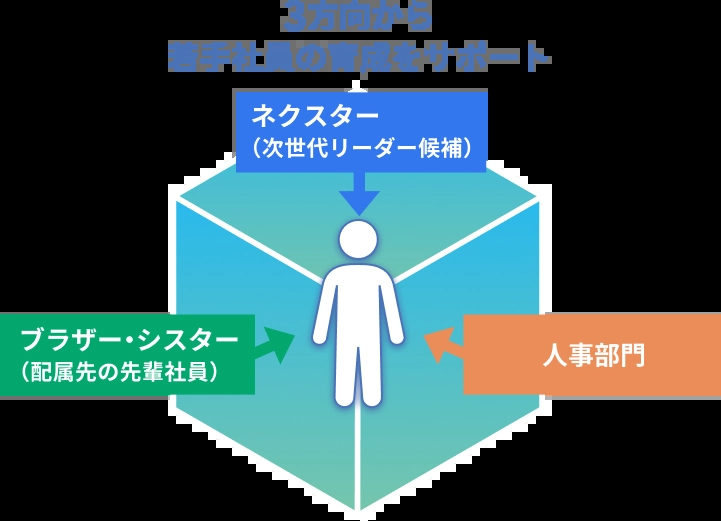 3方向から
若手社員の育成をサポート
ネクスター
（次世代リーダー候補）
ブラザー・シスター
（配属先の先輩社員）
人事部門